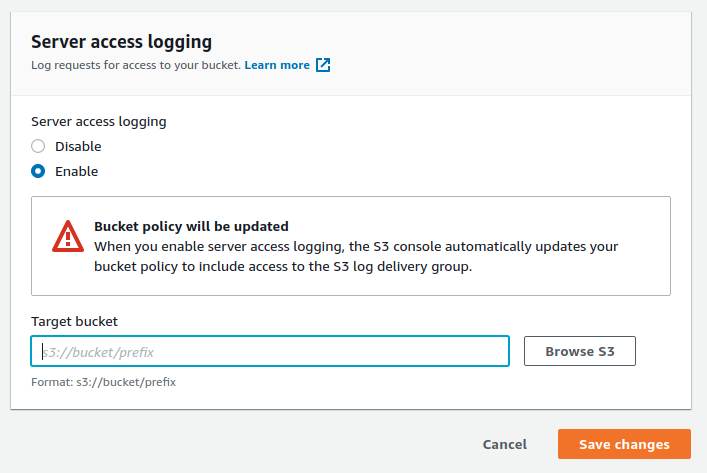 Server access logging
Log requests for access to your bucket. Learn more
Server access logging
Disable
Enable
Bucket policy will be updated
When you enable server access logging, the S3 console automatically updates your
bucket policy to include access to the S3 log delivery group.
Target bucket
s3://bucket/prefix
Browse S3
Format: s3://bucket/prefix
Cancel
Save changes